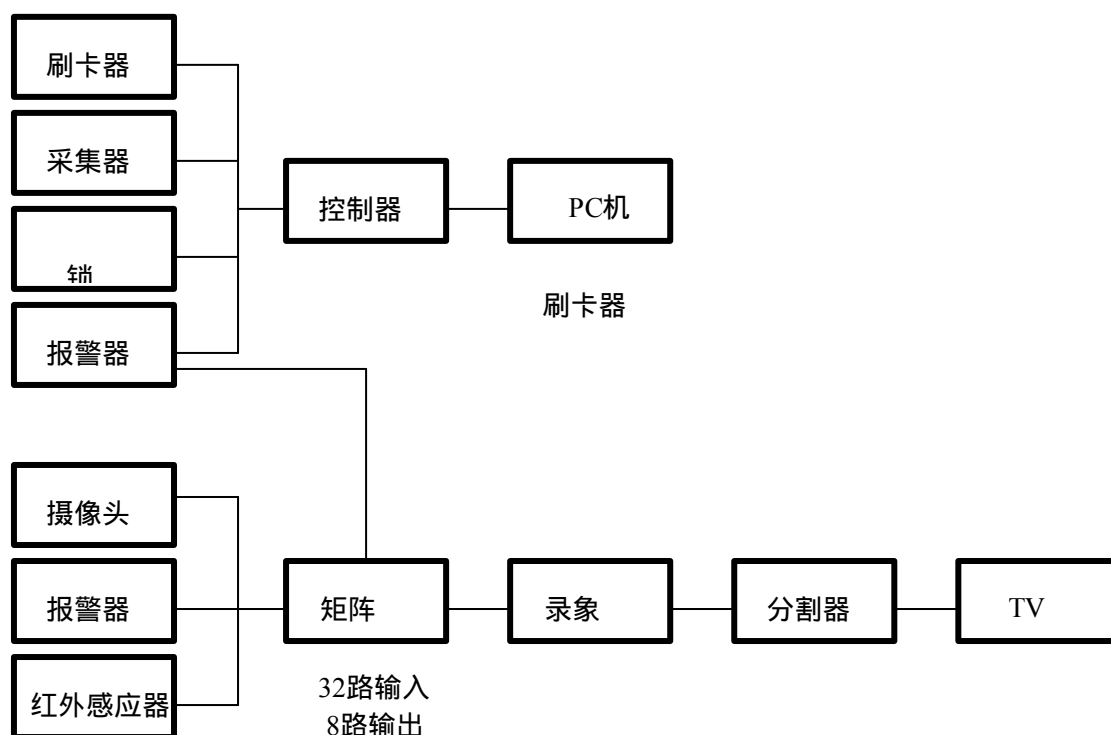 刷卡器
采集器
控制器
PC机
锁
刷卡器
报警器
摄像头
报警器
矩阵
录象
分割器
TV
红外感应器
32路输入
8路输出